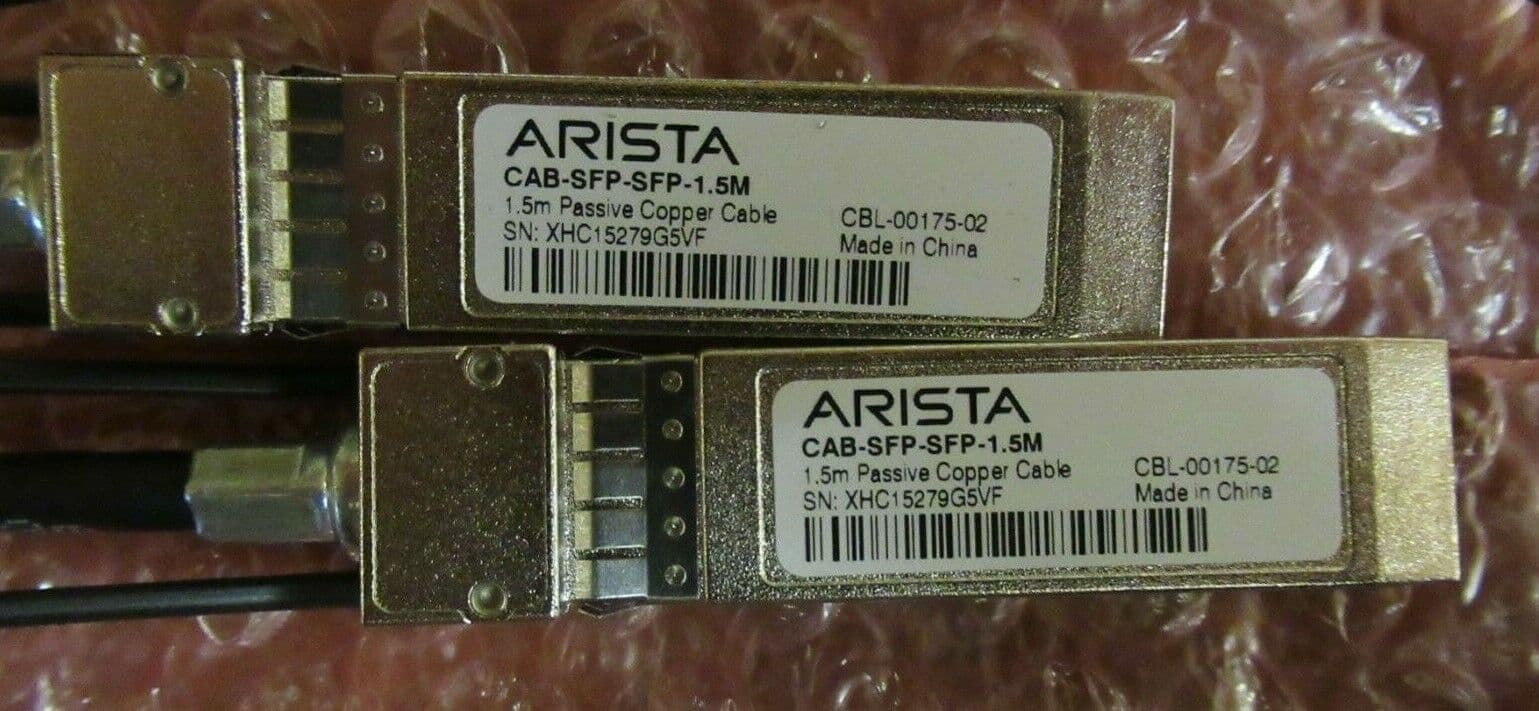 ARISTA
CAB-SFP-SFP-1.5M
1.5m Passive Copper Cable CBL-00175-02
SN: XHC15279G5VF Made in China
ARISTA
CAB-SFP-SFP-1.5M
1.5m Passive Copper Cable CBL-00175-02
SN: XHC15279G5VF Made in China